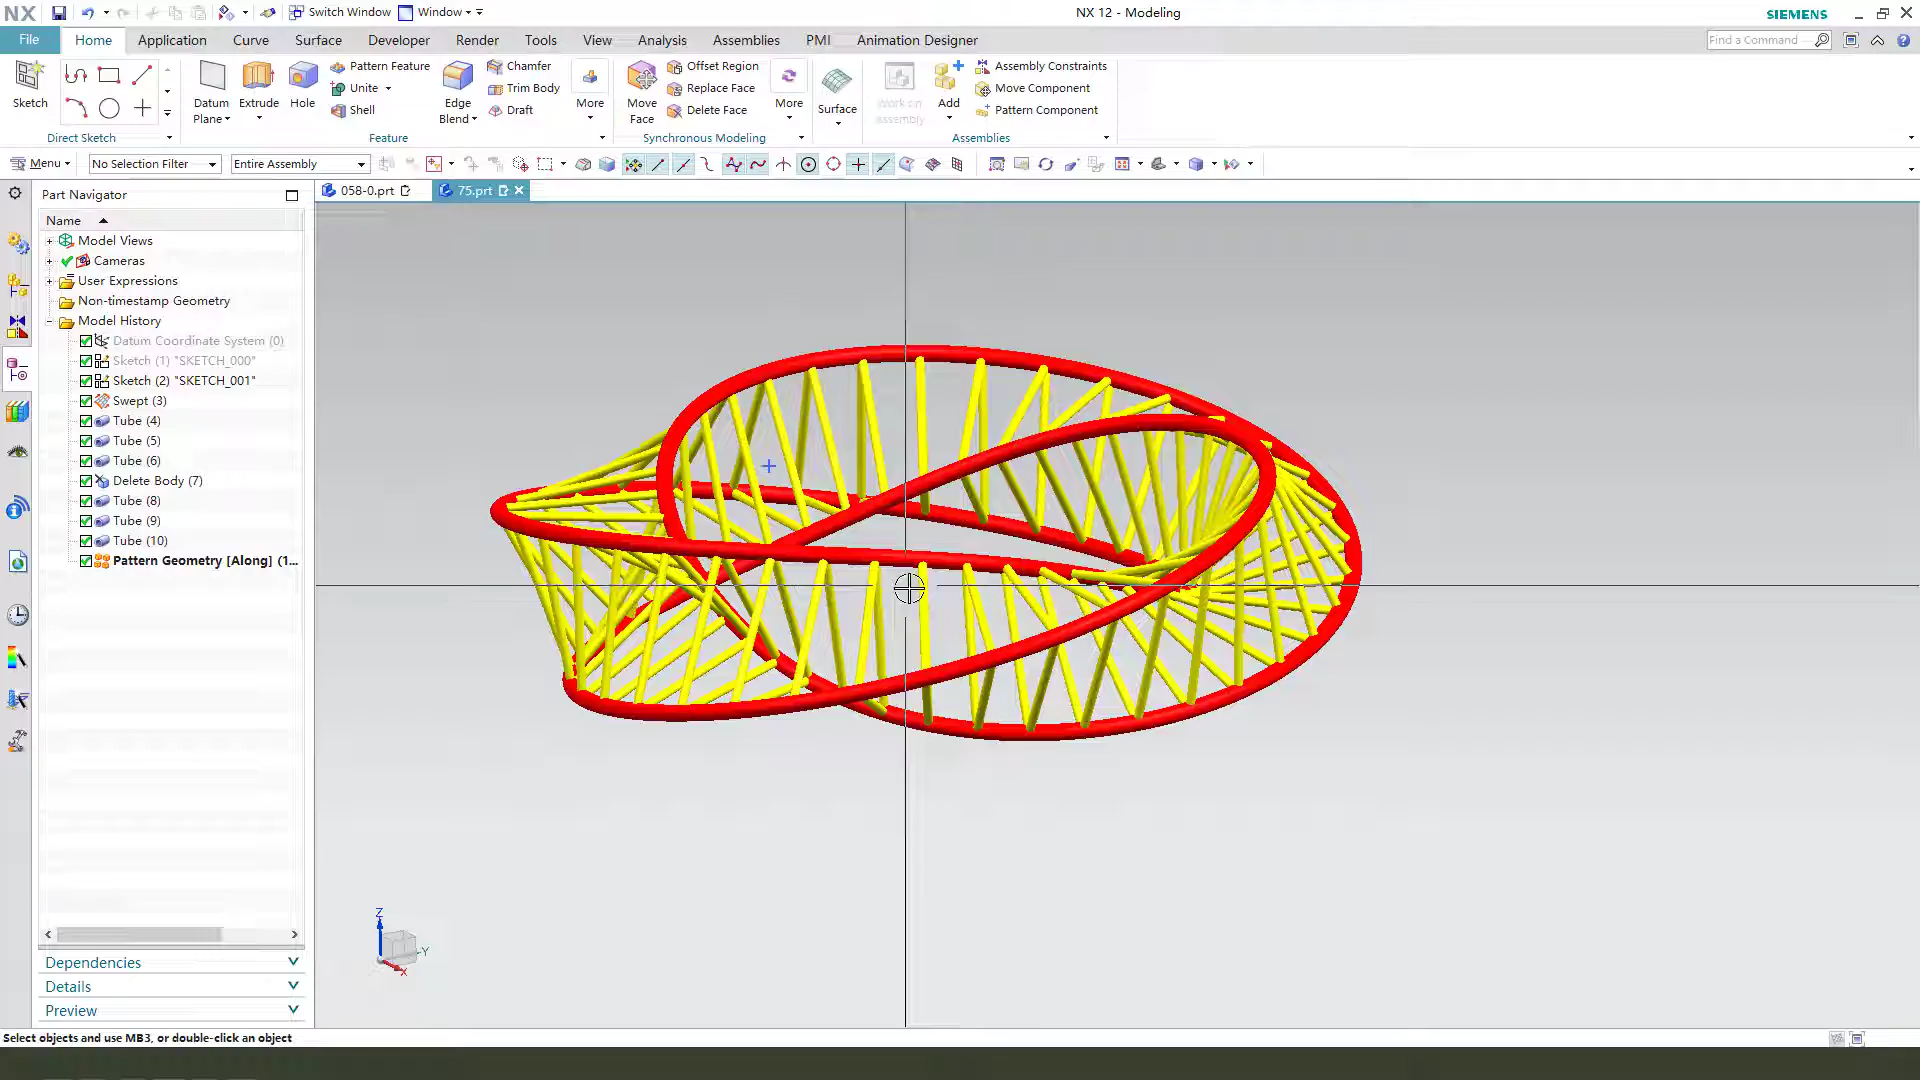 NX
Switch Window
Window
NX 12 - Modeling
SIEMENS
File
Home
Application
Curve
Surface
Developer
Render
Tools
View
Analysis
Assemblies
PMI
Animation Designer
Find a Command
Sketch
Direct Sketch
Datum Plane
Extrude
Hole
Pattern Feature
Unite
Shell
Edge Blend
Chamfer
Trim Body
Draft
More
Feature
Move Face
Offset Region
Replace Face
Delete Face
More
Synchronous Modeling
Surface
Work on Assembly
Add
Assembly Constraints
Move Component
Pattern Component
Assemblies
Menu
No Selection Filter
Entire Assembly
Part Navigator
058-0.prt
75.prt
Name
Model Views
Cameras
User Expressions
Non-timestamp Geometry
Model History
Datum Coordinate System (0)
Sketch (1) "SKETCH_000"
Sketch (2) "SKETCH_001"
Swept (3)
Tube (4)
Tube (5)
Tube (6)
Delete Body (7)
Tube (8)
Tube (9)
Tube (10)
Pattern Geometry [Along] (1...
Z
Y
X
Dependencies
Details
Preview
Select objects and use MB3, or double-click an object